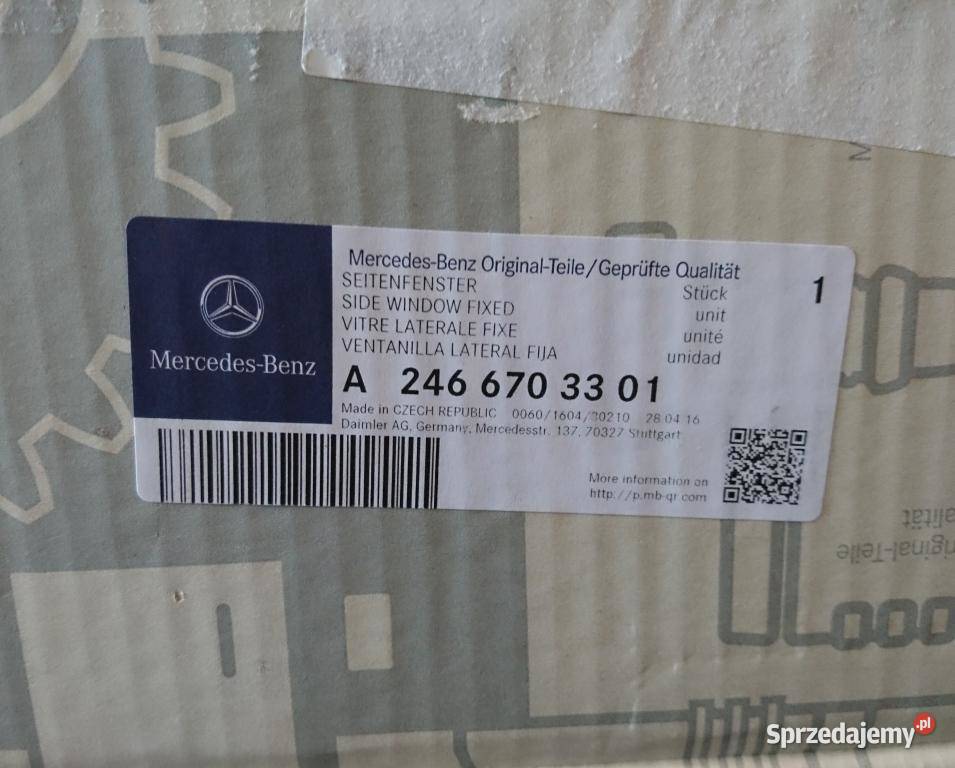 Mercedes-Benz
Mercedes-Benz Original-Teile/Geprüfte Qualität
SEITENFENSTER Stück 1
SIDE WINDOW FIXED unit
VITRE LATERALE FIXE unité
VENTANILLA LATERAL FIJA unidad
A 246 670 33 01
Made in CZECH REPUBLIC 0060/1604/30210 28.04.16
Daimler AG, Germany, Mercedesstr. 137, 70327 Stuttgart
More information on
http://p.mb-qr.com
Sprzedajemy.pl